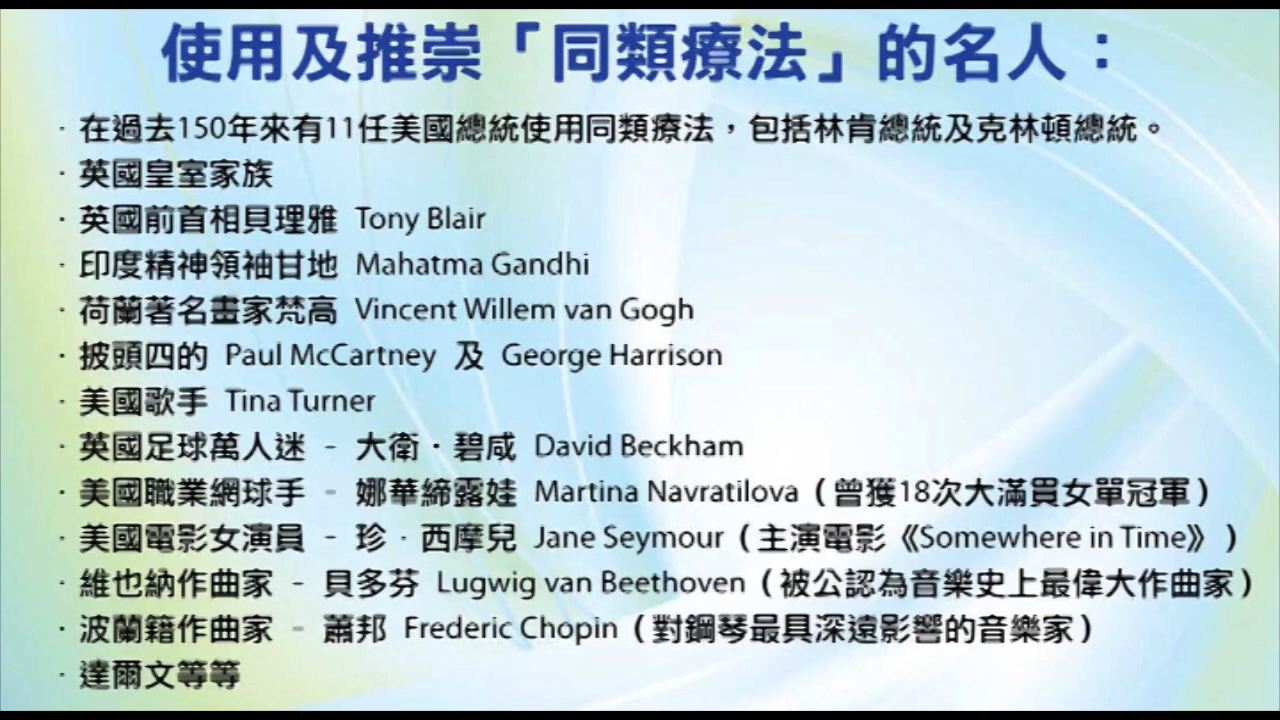 使用及推崇「同類療法」的名人：
· 在過去150年來有11任美國總統使用同類療法，包括林肯總統及克林頓總統。
· 英國皇室家族
· 英國前首相貝理雅 Tony Blair
· 印度精神領袖甘地 Mahatma Gandhi
· 荷蘭著名畫家梵高 Vincent Willem van Gogh
· 披頭四的 Paul McCartney 及 George Harrison
· 美國歌手 Tina Turner
· 英國足球萬人迷 - 大衛·碧咸 David Beckham
· 美國職業網球手 - 娜華締露娃 Martina Navratilova（曾獲18次大滿貫女單冠軍）
· 美國電影女演員 - 珍·西摩兒 Jane Seymour（主演電影《Somewhere in Time》）
· 維也納作曲家 - 貝多芬 Lugwig van Beethoven（被公認為音樂史上最偉大作曲家）
· 波蘭籍作曲家 - 蕭邦 Frederic Chopin（對鋼琴最具深遠影響的音樂家）
· 達爾文等等